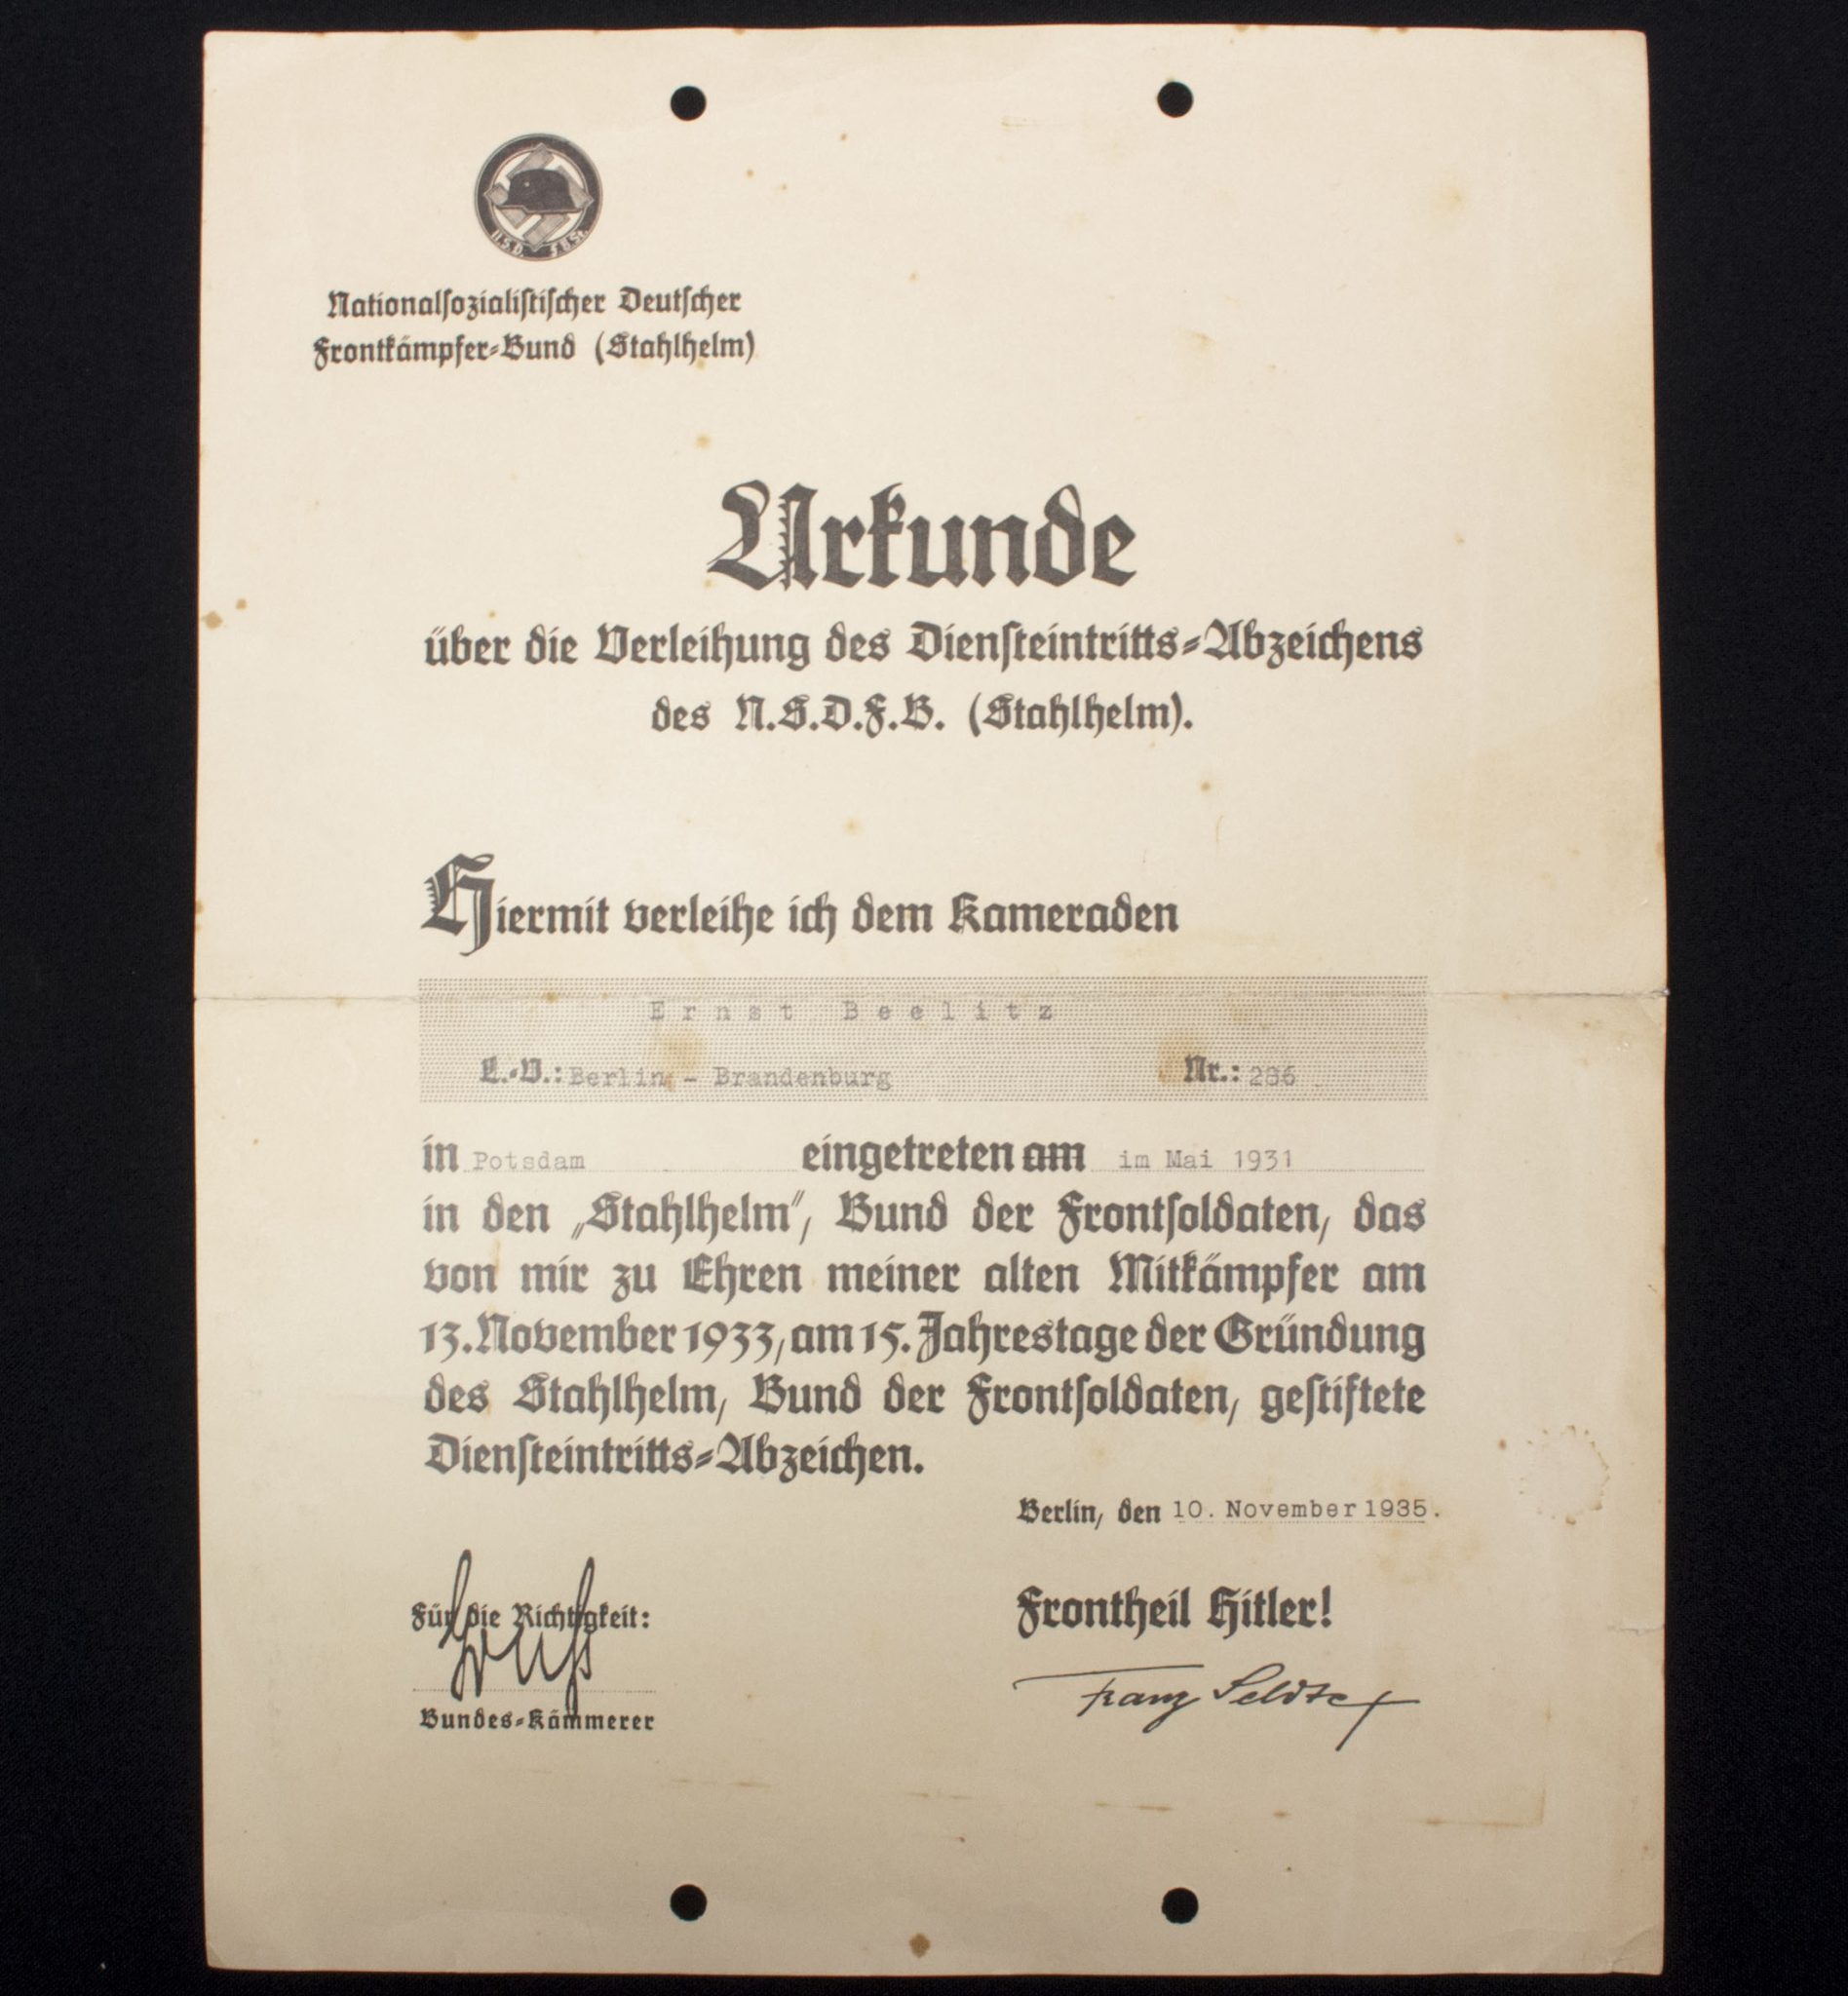 N.S.D. F.B.St.
Nationalsozialistischer Deutscher
Frontkämpfer-Bund (Stahlhelm)
Urkunde
über die Verleihung des Diensteintritts-Abzeichens
des N.S.D.F.B. (Stahlhelm).
Hiermit verleihe ich dem Kameraden
Ernst Beelitz
L.-V.: Berlin - Brandenburg Nr.: 286
in Potsdam eingetreten am im Mai 1931
in den „Stahlhelm", Bund der Frontsoldaten, das
von mir zu Ehren meiner alten Mitkämpfer am
13. November 1933, am 15. Jahrestage der Gründung
des Stahlhelm, Bund der Frontsoldaten, gestiftete
Diensteintritts-Abzeichen.
Berlin, den 10. November 1935.
Für die Richtigkeit:
Frontheil Hitler!
Franz Seldte
Bundes-Kämmerer